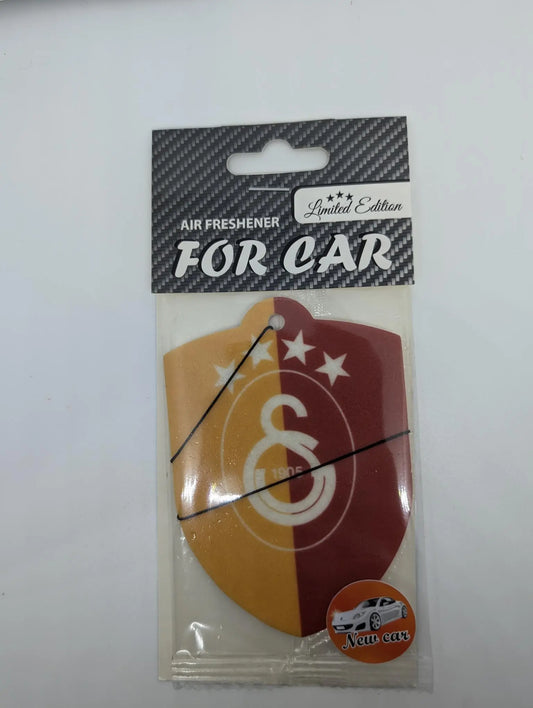 Limited Edition
AIR FRESHENER
FOR CAR
1905
New car